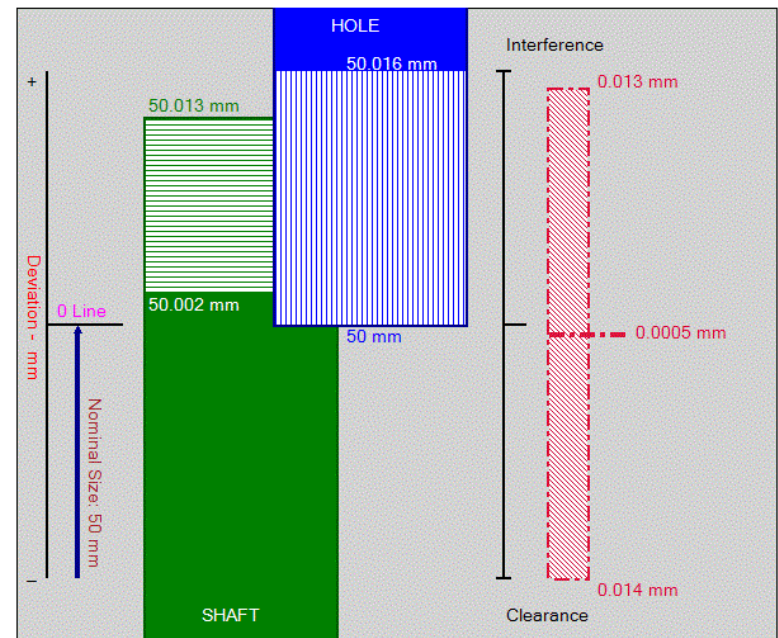 HOLE
Interference
50.016 mm
+
0.013 mm
50.013 mm
Deviation - mm
0 Line
50.002 mm
50 mm
0.0005 mm
Nominal Size: 50 mm
–
0.014 mm
SHAFT
Clearance